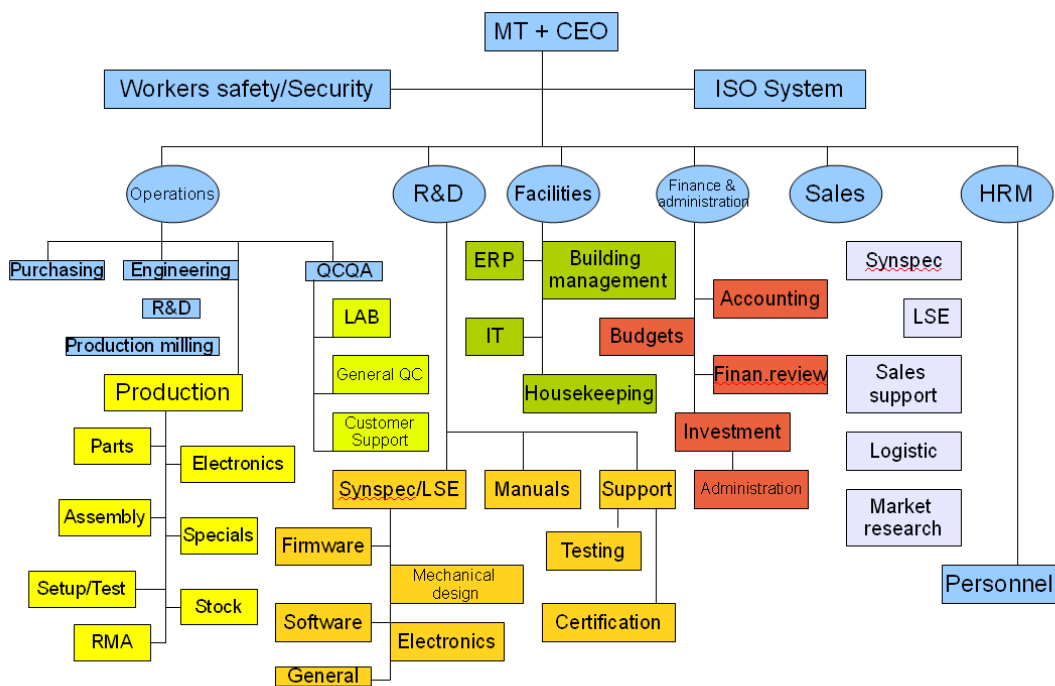 MT + CEO
Workers safety/Security
ISO System
Operations
R&D
Facilities
Finance &
administration
Sales
HRM
Purchasing
Engineering
QCQA
R&D
Production milling
Production
Parts
Electronics
Assembly
Specials
Setup/Test
Stock
RMA
LAB
General QC
Customer
Support
Synspec/LSE
Manuals
Support
Firmware
Mechanical
design
Software
Electronics
General
Testing
Certification
ERP
Building
management
IT
Housekeeping
Accounting
Budgets
Finan.review
Investment
Administration
Synspec
LSE
Sales
support
Logistic
Market
research
Personnel